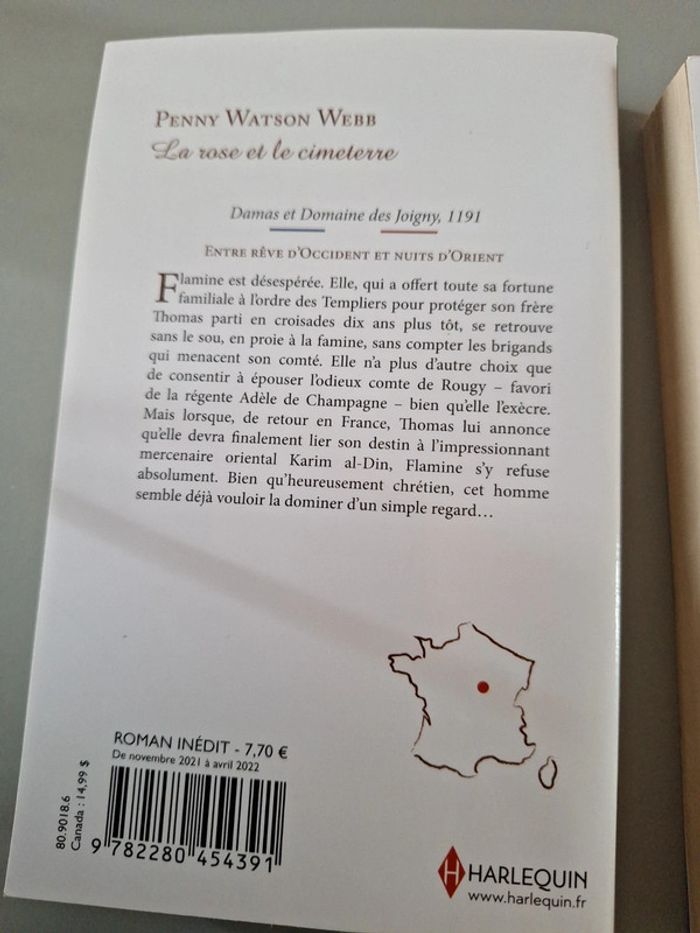 Penny Watson Webb
La rose et le cimeterre
Damas et Domaine des Joigny, 1191
Entre rêve d'Occident et nuits d'Orient
Flamine est désespérée. Elle, qui a offert toute sa fortune
familiale à l'ordre des Templiers pour protéger son frère
Thomas parti en croisades dix ans plus tôt, se retrouve
sans le sou, en proie à la famine, sans compter les brigands
qui menacent son comté. Elle n'a plus d'autre choix que
de consentir à épouser l'odieux comte de Rougy – favori
de la régente Adèle de Champagne – bien qu'elle l'exècre.
Mais lorsque, de retour en France, Thomas lui annonce
qu'elle devra finalement lier son destin à l'impressionnant
mercenaire oriental Karim al-Din, Flamine s'y refuse
absolument. Bien qu'heureusement chrétien, cet homme
semble déjà vouloir la dominer d'un simple regard…
ROMAN INÉDIT - 7,70 €
De novembre 2021 à avril 2022
80.9018.6
Canada : 14,99 $
9 782280 454391
H HARLEQUIN
www.harlequin.fr